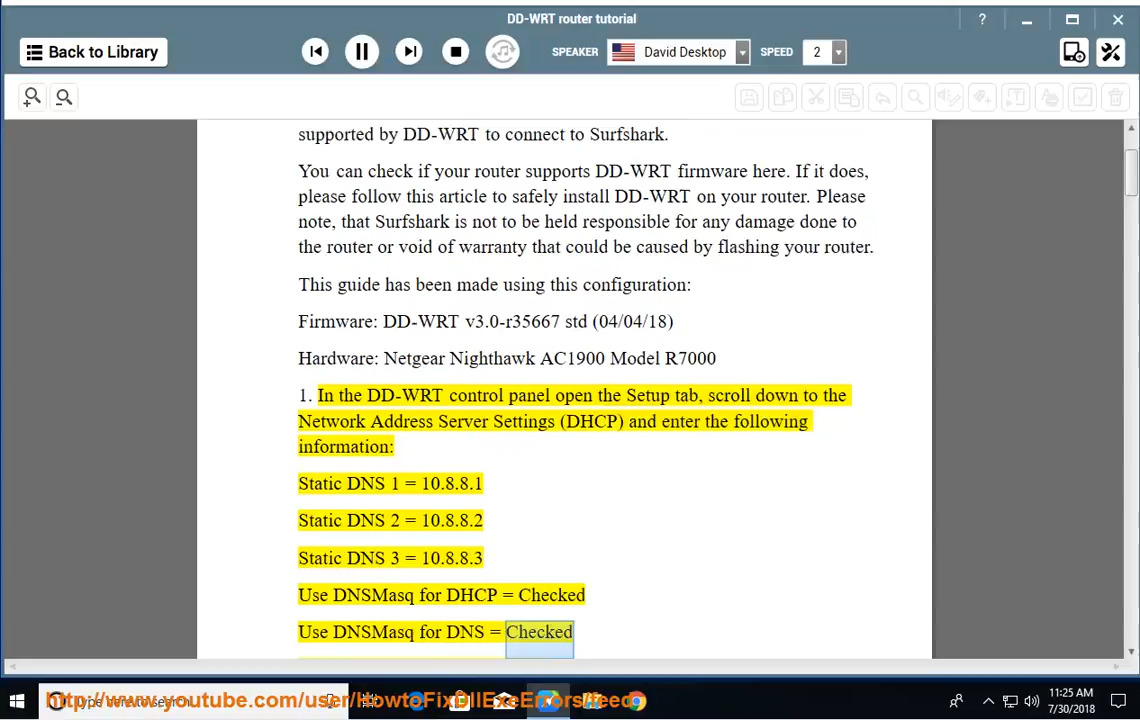 DD-WRT router tutorial
Back to Library
SPEAKER David Desktop SPEED 2
supported by DD-WRT to connect to Surfshark.
You can check if your router supports DD-WRT firmware here. If it does,
please follow this article to safely install DD-WRT on your router. Please
note, that Surfshark is not to be held responsible for any damage done to
the router or void of warranty that could be caused by flashing your router.
This guide has been made using this configuration:
Firmware: DD-WRT v3.0-r35667 std (04/04/18)
Hardware: Netgear Nighthawk AC1900 Model R7000
1. In the DD-WRT control panel open the Setup tab, scroll down to the
Network Address Server Settings (DHCP) and enter the following
information:
Static DNS 1 = 10.8.8.1
Static DNS 2 = 10.8.8.2
Static DNS 3 = 10.8.8.3
Use DNSMasq for DHCP = Checked
Use DNSMasq for DNS = Checked
http://www.youtube.com/user/HowtoFixDllExeErrors/feed
Type here to search
11:25 AM
7/30/2018